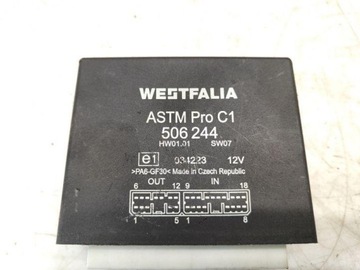 WESTFALIA
ASTM Pro C1
506 244
HW01.01 SW07
e1 034223 12V
>PA6-GF30< Made in Czech Republic
OUT IN
6 12 9 18
1 5 1 8